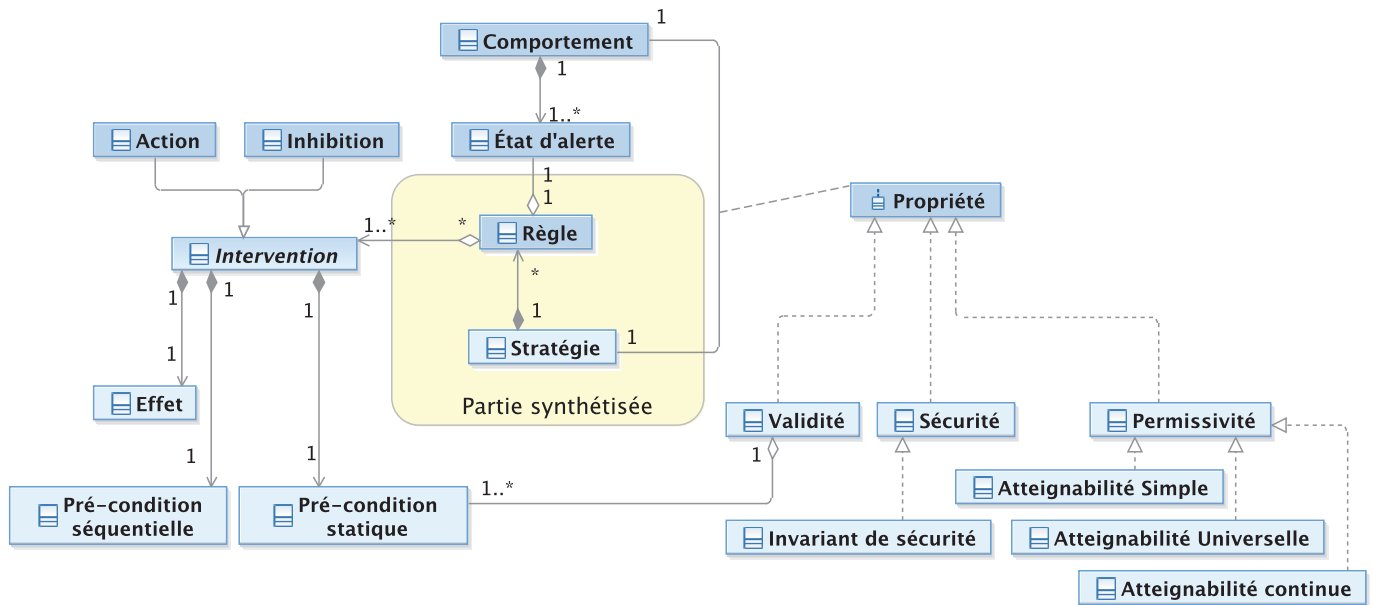 1
Comportement
1
1..*
Action
Inhibition
État d'alerte
1
1
Propriété
1..*
*
Règle
Intervention
*
1
1
1
1
Stratégie
1
1
Effet
Partie synthétisée
Validité
Sécurité
Permissivité
1
1
1
1..*
Atteignabilité Simple
Pré-condition
séquentielle
Pré-condition
statique
Invariant de sécurité
Atteignabilité Universelle
Atteignabilité continue